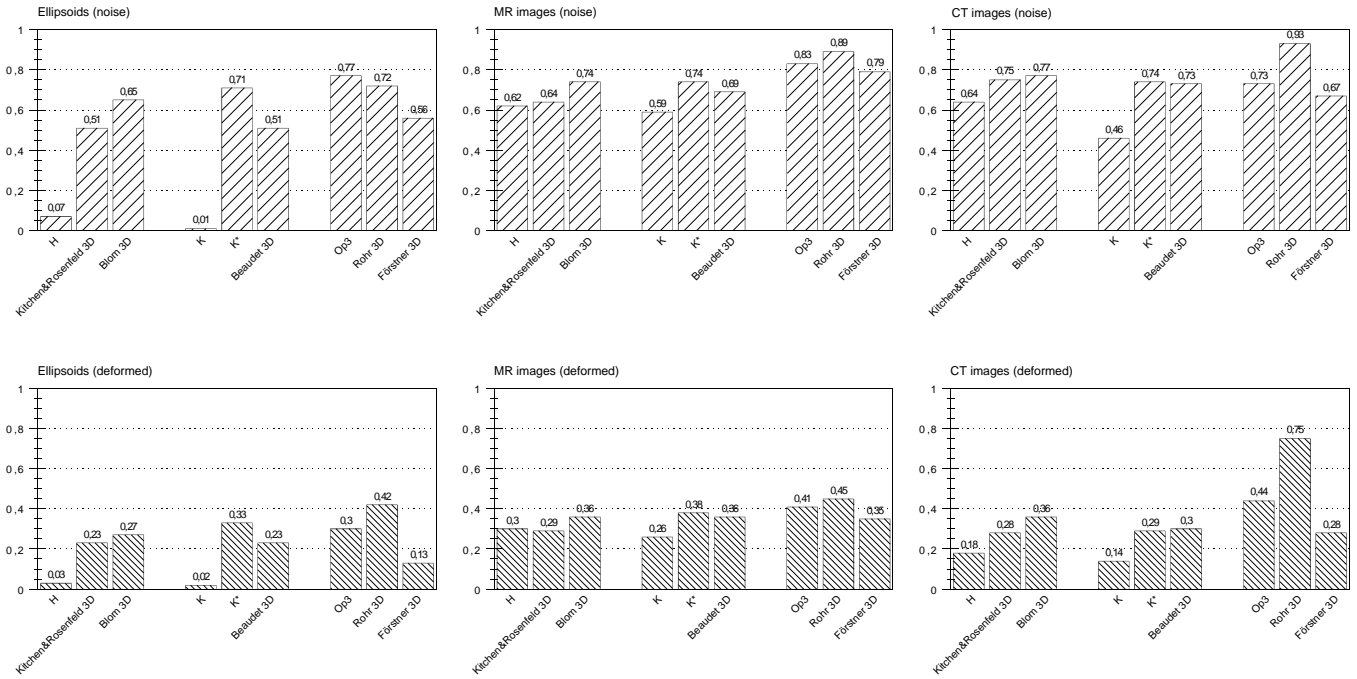 Ellipsoids (noise)
1
0,8
0,6
0,4
0,2
0
0,07
0,51
0,65
0,01
0,71
0,51
0,77
0,72
0,56
H
Kitchen&Rosenfeld 3D
Blom 3D
K
K*
Beaudet 3D
Op3
Rohr 3D
Förstner 3D
MR images (noise)
1
0,8
0,6
0,4
0,2
0
0,62
0,64
0,74
0,59
0,74
0,69
0,83
0,89
0,79
H
Kitchen&Rosenfeld 3D
Blom 3D
K
K*
Beaudet 3D
Op3
Rohr 3D
Förstner 3D
CT images (noise)
1
0,8
0,6
0,4
0,2
0
0,64
0,75
0,77
0,46
0,74
0,73
0,73
0,93
0,67
H
Kitchen&Rosenfeld 3D
Blom 3D
K
K*
Beaudet 3D
Op3
Rohr 3D
Förstner 3D
Ellipsoids (deformed)
1
0,8
0,6
0,4
0,2
0
0,03
0,23
0,27
0,02
0,33
0,23
0,3
0,42
0,13
H
Kitchen&Rosenfeld 3D
Blom 3D
K
K*
Beaudet 3D
Op3
Rohr 3D
Förstner 3D
MR images (deformed)
1
0,8
0,6
0,4
0,2
0
0,3
0,29
0,36
0,26
0,38
0,36
0,41
0,45
0,35
H
Kitchen&Rosenfeld 3D
Blom 3D
K
K*
Beaudet 3D
Op3
Rohr 3D
Förstner 3D
CT images (deformed)
1
0,8
0,6
0,4
0,2
0
0,18
0,28
0,36
0,14
0,29
0,3
0,44
0,75
0,28
H
Kitchen&Rosenfeld 3D
Blom 3D
K
K*
Beaudet 3D
Op3
Rohr 3D
Förstner 3D